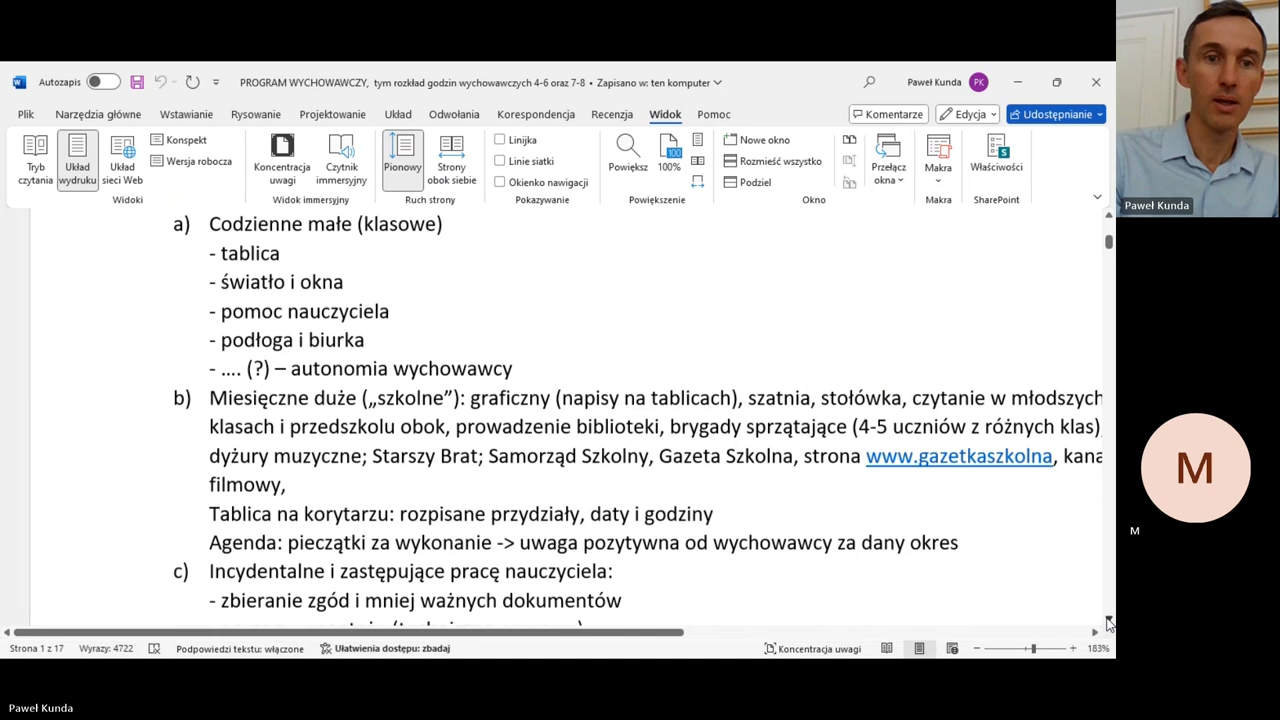 Autozapis
PROGRAM WYCHOWAWCZY, tym rozkład godzin wychowawczych 4-6 oraz 7-8 • Zapisano w: ten komputer
Paweł Kunda PK
Plik Narzędzia główne Wstawianie Rysowanie Projektowanie Układ Odwołania Korespondencja Recenzja Widok Pomoc
Komentarze Edycja Udostępnianie
Tryb czytania
Układ wydruku
Układ sieci Web
Konspekt
Wersja robocza
Widoki
Koncentracja uwagi
Czytnik immersyjny
Widok immersyjny
Pionowy
Strony obok siebie
Ruch strony
Linijka
Linie siatki
Okienko nawigacji
Pokazywanie
Powiększ
100
100%
Powiększenie
Nowe okno
Rozmieść wszystko
Podziel
Przełącz okna
Okno
Makra
Makra
Właściwości
SharePoint
a) Codzienne małe (klasowe)
- tablica
- światło i okna
- pomoc nauczyciela
- podłoga i biurka
- .... (?) – autonomia wychowawcy
b) Miesięczne duże („szkolne”): graficzny (napisy na tablicach), szatnia, stołówka, czytanie w młodszych
klasach i przedszkolu obok, prowadzenie biblioteki, brygady sprzątające (4-5 uczniów z różnych klas)
dyżury muzyczne; Starszy Brat; Samorząd Szkolny, Gazeta Szkolna, strona www.gazetkaszkolna, kana
filmowy,
Tablica na korytarzu: rozpisane przydziały, daty i godziny
Agenda: pieczątki za wykonanie -> uwaga pozytywna od wychowawcy za dany okres
c) Incydentalne i zastępujące pracę nauczyciela:
- zbieranie zgód i mniej ważnych dokumentów
Strona 1 z 17 Wyrazy: 4722 Podpowiedzi tekstu: włączone Ułatwienia dostępu: zbadaj
Koncentracja uwagi 183%
Paweł Kunda
M
M
Paweł Kunda